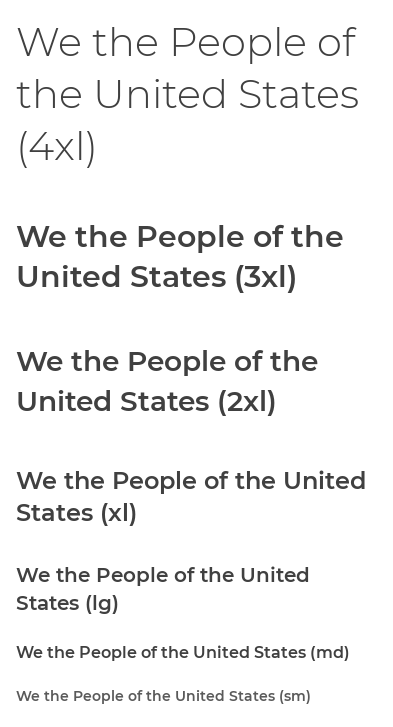 We the People of
the United States
(4xl)
We the People of the
United States (3xl)
We the People of the
United States (2xl)
We the People of the United
States (xl)
We the People of the United
States (lg)
We the People of the United States (md)
We the People of the United States (sm)